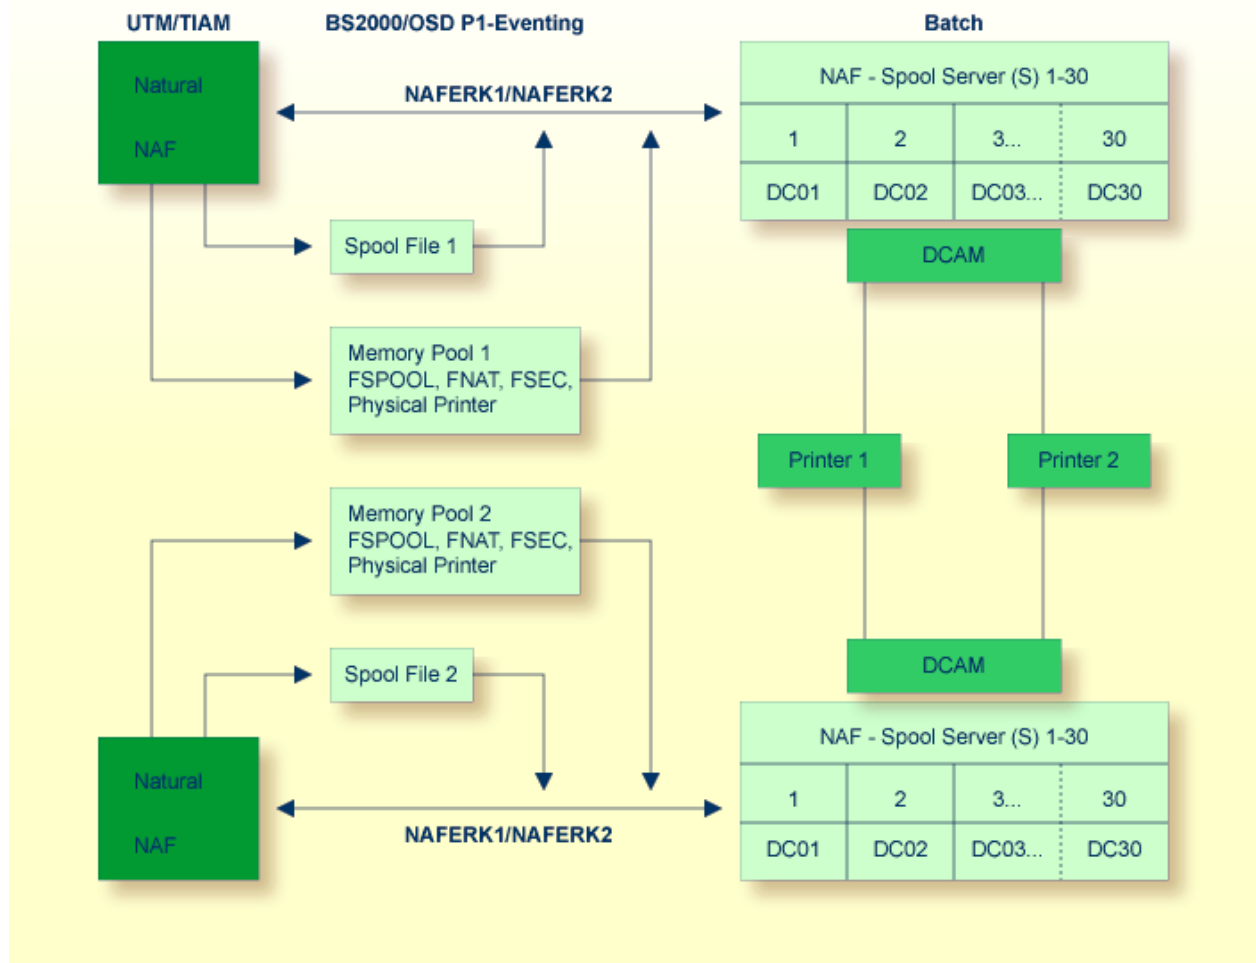 UTM/TIAM
BS2000/OSD P1-Eventing
Batch
Natural
NAF
NAFERK1/NAFERK2
NAF - Spool Server (S) 1-30
1
2
3...
30
DC01
DC02
DC03...
DC30
Spool File 1
DCAM
Memory Pool 1
FSPOOL, FNAT, FSEC,
Physical Printer
Printer 1
Printer 2
Memory Pool 2
FSPOOL, FNAT, FSEC,
Physical Printer
Spool File 2
DCAM
Natural
NAF
NAFERK1/NAFERK2
NAF - Spool Server (S) 1-30
1
2
3...
30
DC01
DC02
DC03...
DC30